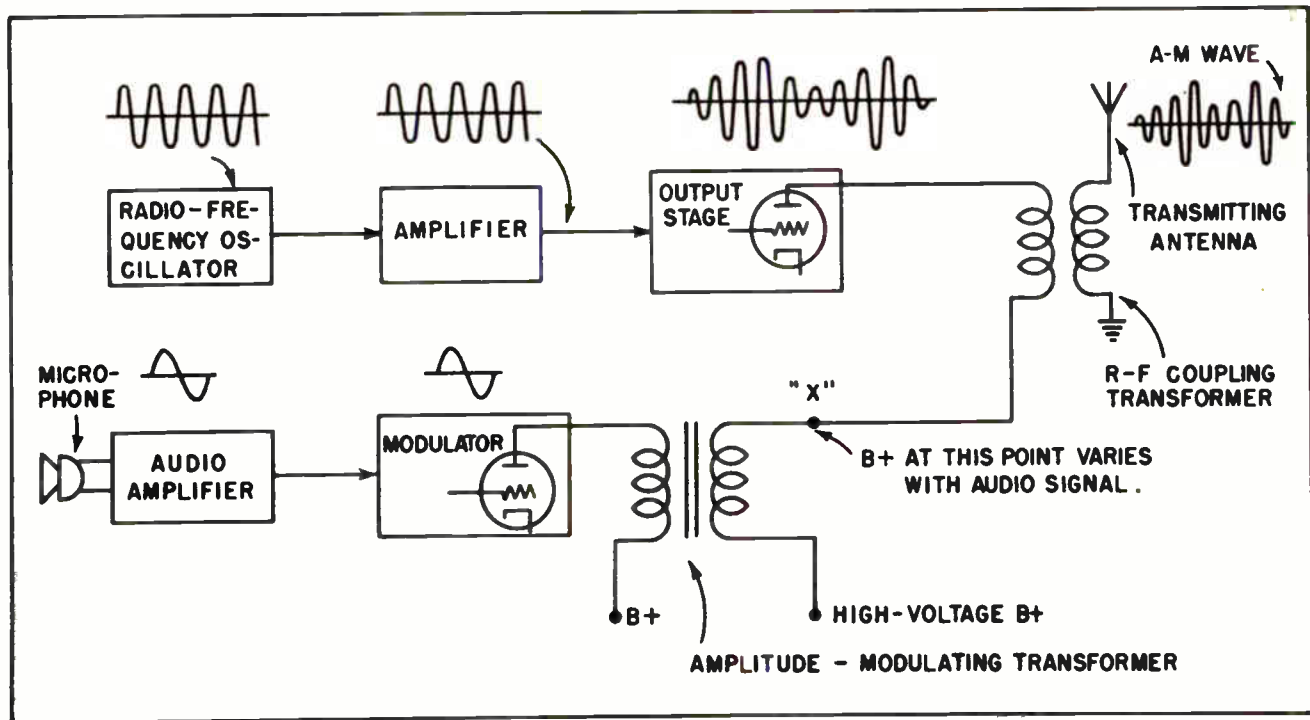 A-M WAVE
RADIO-FRE-
QUENCY OS-
CILLATOR
AMPLIFIER
OUTPUT
STAGE
TRANSMITTING
ANTENNA
R-F COUPLING
TRANSFORMER
MICRO-
PHONE
AUDIO
AMPLIFIER
MODULATOR
"X"
B+ AT THIS POINT VARIES
WITH AUDIO SIGNAL.
B+
HIGH-VOLTAGE B+
AMPLITUDE - MODULATING TRANSFORMER